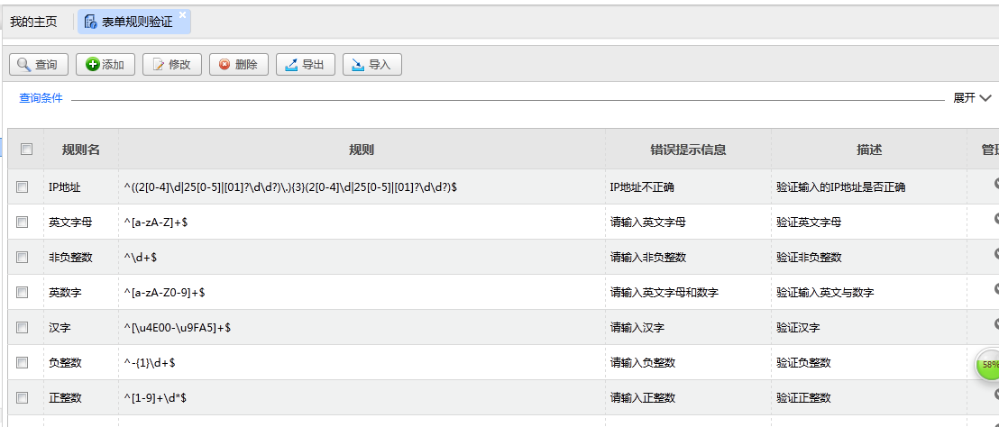 我的主页 表单规则验证
查询 添加 修改 删除 导出 导入
查询条件 展开
规则名 规则 错误提示信息 描述
IP地址 ^((2[0-4]\d|25[0-5]|[01]?\d\d?)\.){3}(2[0-4]\d|25[0-5]|[01]?\d\d?)$ IP地址不正确 验证输入的IP地址是否正确
英文字母 ^[a-zA-Z]+$ 请输入英文字母 验证英文字母
非负整数 ^\d+$ 请输入非负整数 验证非负整数
英数字 ^[a-zA-Z0-9]+$ 请输入英文字母和数字 验证输入英文与数字
汉字 ^[\u4E00-\u9FA5]+$ 请输入汉字 验证汉字
负整数 ^-{1}\d+$ 请输入负整数 验证负整数
58%
正整数 ^[1-9]+\d*$ 请输入正整数 验证正整数